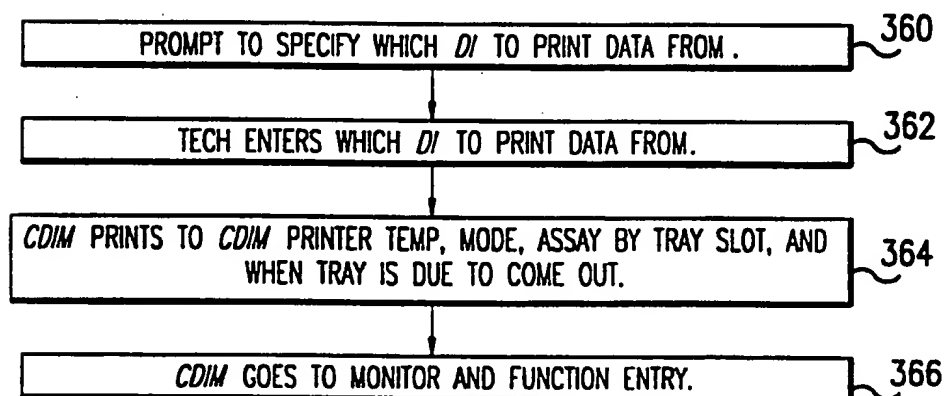 PROMPT TO SPECIFY WHICH DI TO PRINT DATA FROM.
360
TECH ENTERS WHICH DI TO PRINT DATA FROM.
362
CDIM PRINTS TO CDIM PRINTER TEMP, MODE, ASSAY BY TRAY SLOT, AND
WHEN TRAY IS DUE TO COME OUT.
364
CDIM GOES TO MONITOR AND FUNCTION ENTRY.
366